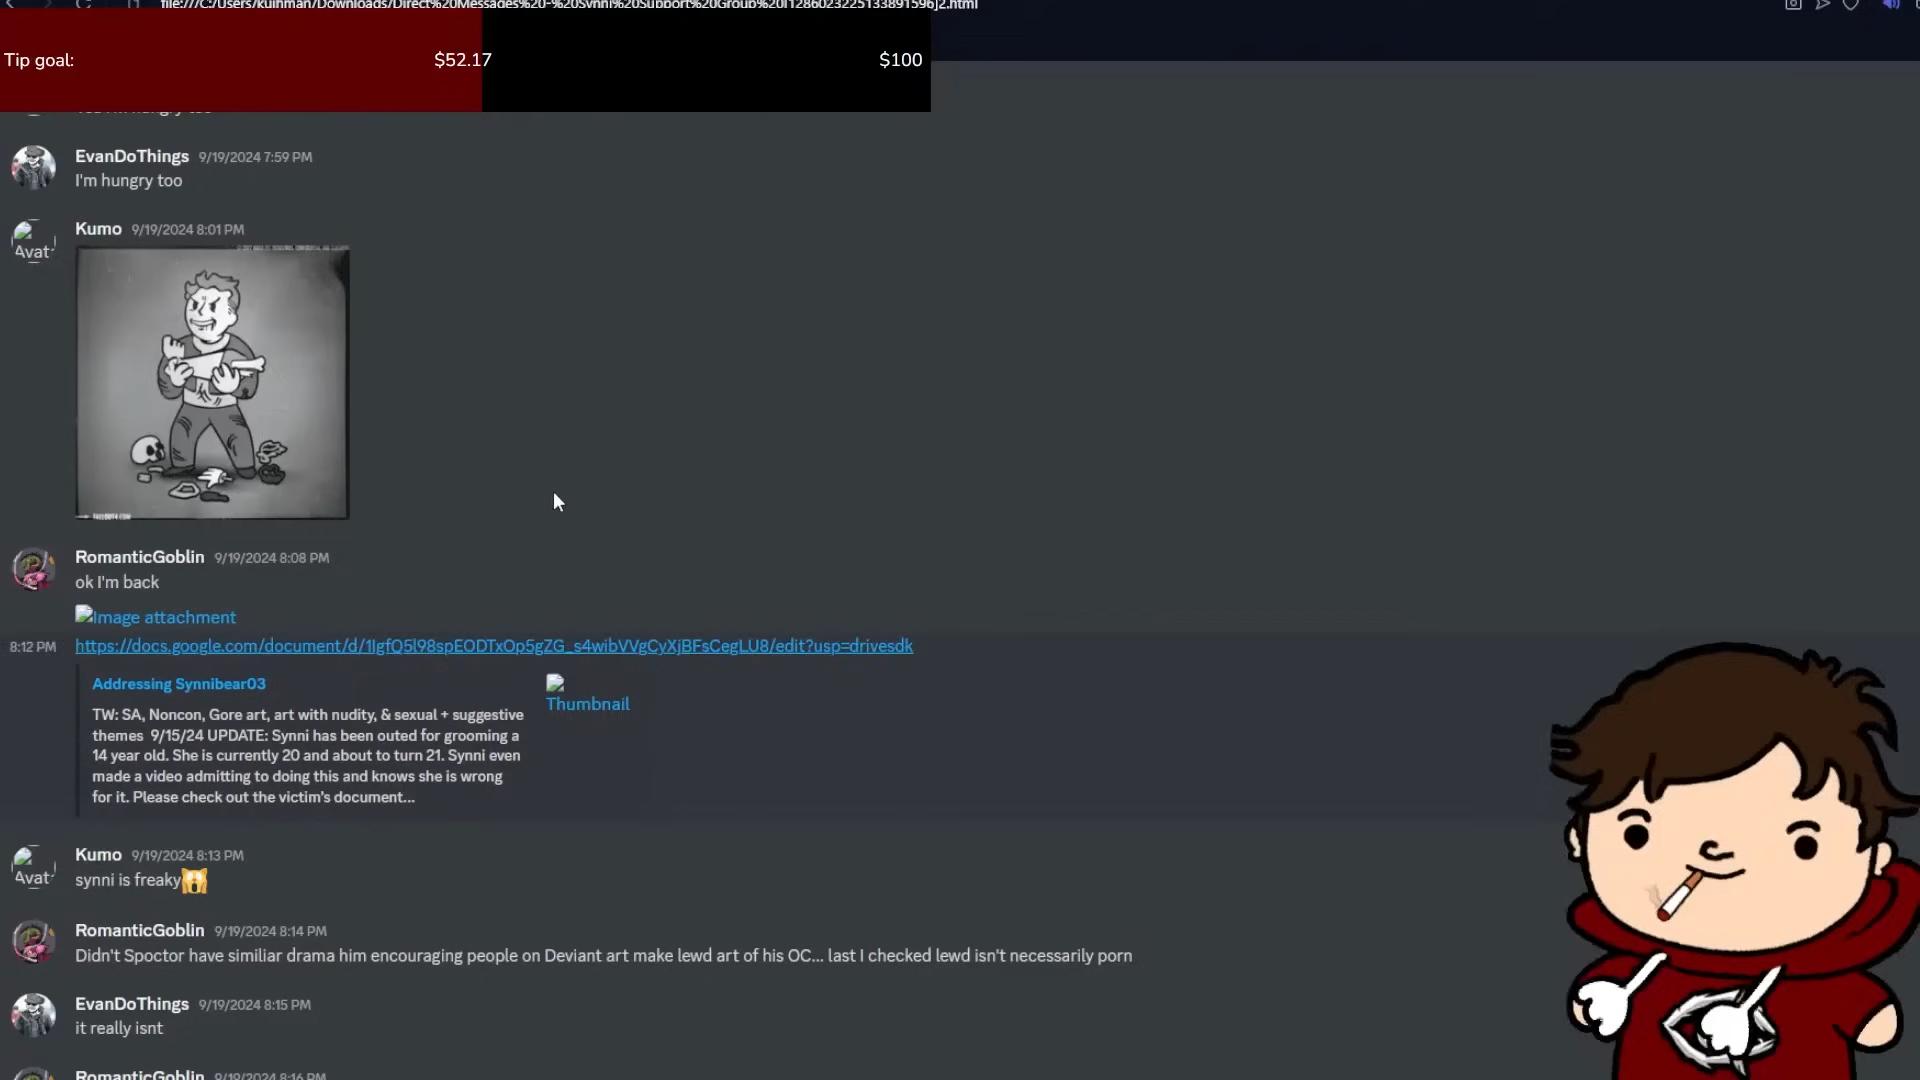 file:///C:/Users/kuihman/Downloads/Direct%20Messages%20-%20Synni%20Support%20Group%20[1286023225133891596]2.html
Tip goal:
$52.17
$100
EvanDoThings 9/19/2024 7:59 PM
I'm hungry too
Kumo 9/19/2024 8:01 PM
Avat
RomanticGoblin 9/19/2024 8:08 PM
ok I'm back
Image attachment
8:12 PM
https://docs.google.com/document/d/1IgfQ5l98spEODTxOp5gZG_s4wibVVgCyXjBFsCegLU8/edit?usp=drivesdk
Addressing Synnibear03
Thumbnail
TW: SA, Noncon, Gore art, art with nudity, & sexual + suggestive
themes 9/15/24 UPDATE: Synni has been outed for grooming a
14 year old. She is currently 20 and about to turn 21. Synni even
made a video admitting to doing this and knows she is wrong
for it. Please check out the victim's document...
Kumo 9/19/2024 8:13 PM
Avat
synni is freaky
RomanticGoblin 9/19/2024 8:14 PM
Didn't Spoctor have similiar drama him encouraging people on Deviant art make lewd art of his OC... last I checked lewd isn't necessarily porn
EvanDoThings 9/19/2024 8:15 PM
it really isnt
RomanticGoblin 9/19/2024 8:16 PM